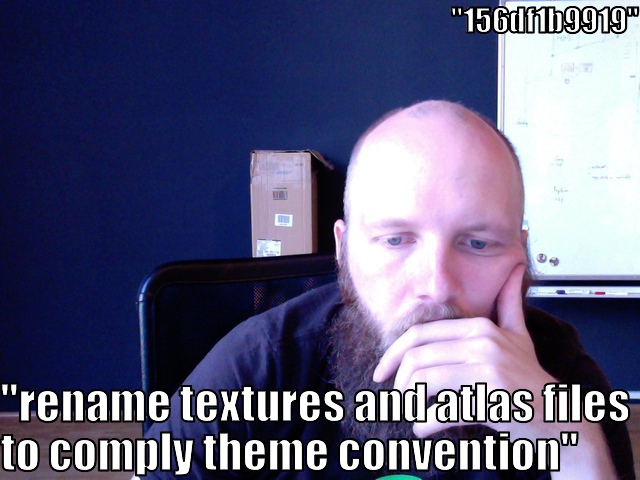 "156df1b9919"
"rename textures and atlas files
to comply theme convention"